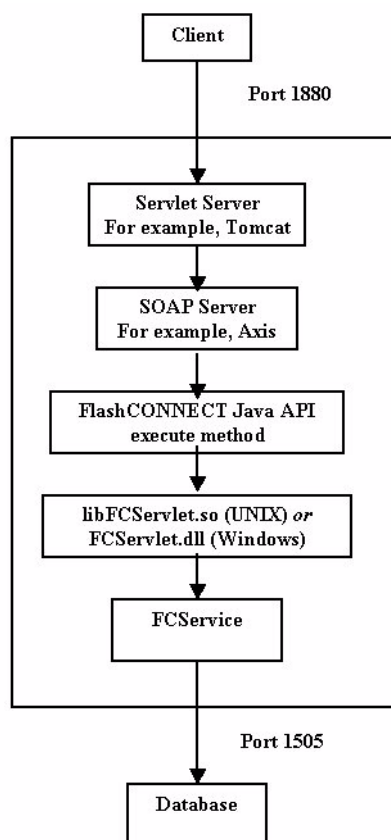 Client
Port 1880
Servlet Server
For example, Tomcat
SOAP Server
For example, Axis
FlashCONNECT Java API
execute method
libFCServlet.so (UNIX) or
FCServlet.dll (Windows)
FCService
Port 1505
Database